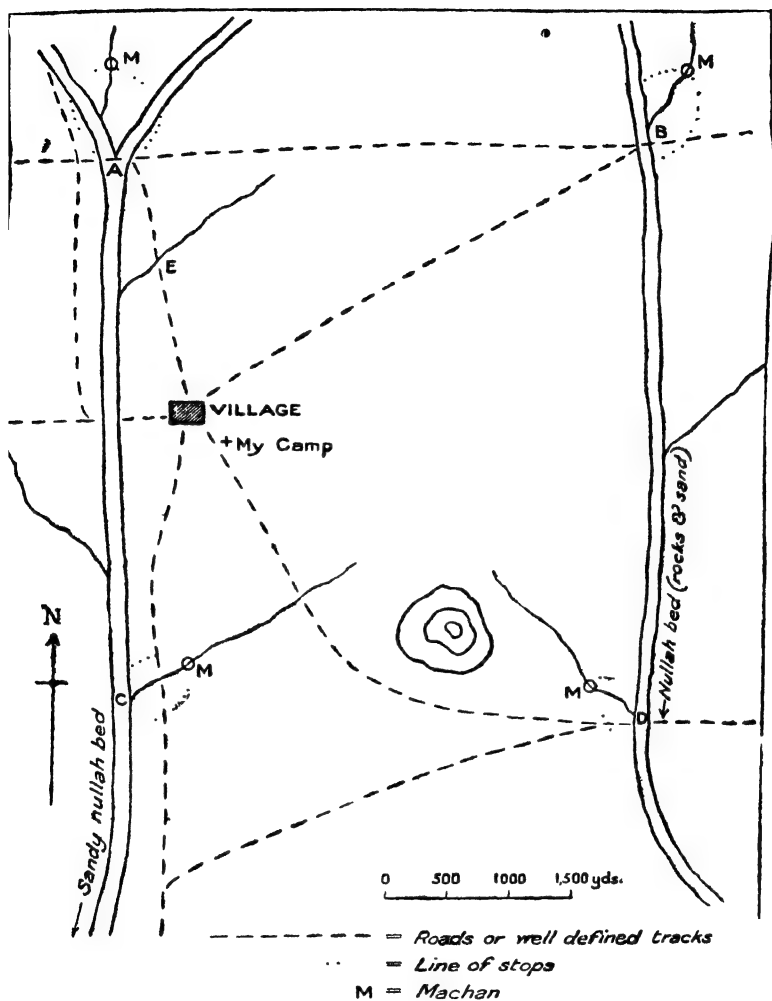 M
M
A
B
E
VILLAGE
+My Camp
N
M
M
C
D
Sandy nullah bed
Nullah bed (rocks & sand)
0 500 1000 1,500 yds.
= Roads or well defined tracks
= Line of stops
M = Machan